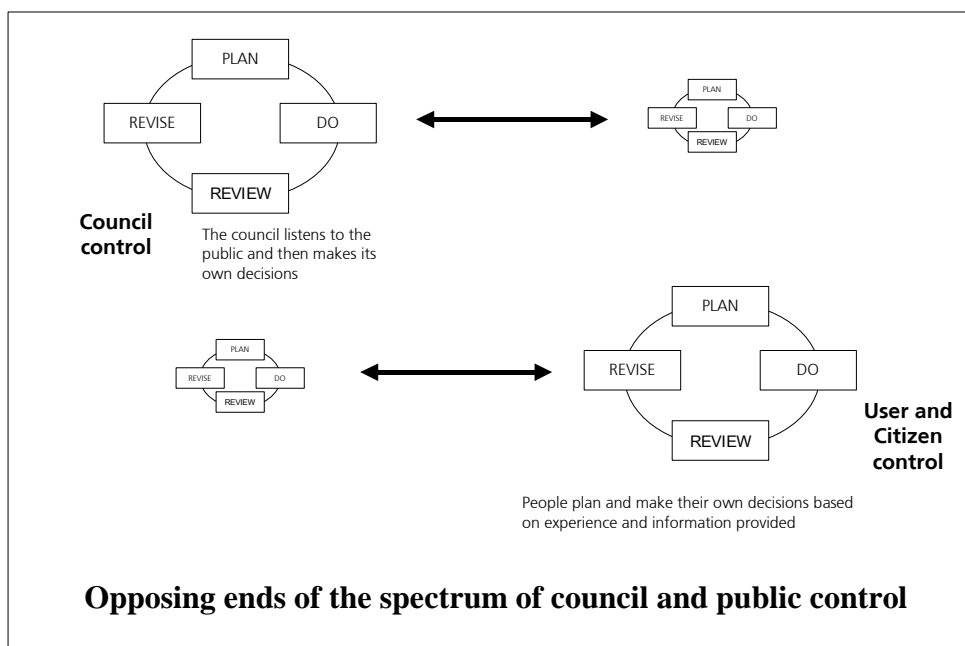 PLAN
REVISE
DO
REVIEW
Council
control
The council listens to the
public and then makes its
own decisions
PLAN
REVISE
DO
REVIEW
PLAN
REVISE
DO
REVIEW
PLAN
REVISE
DO
REVIEW
User and
Citizen
control
People plan and make their own decisions based
on experience and information provided
Opposing ends of the spectrum of council and public control